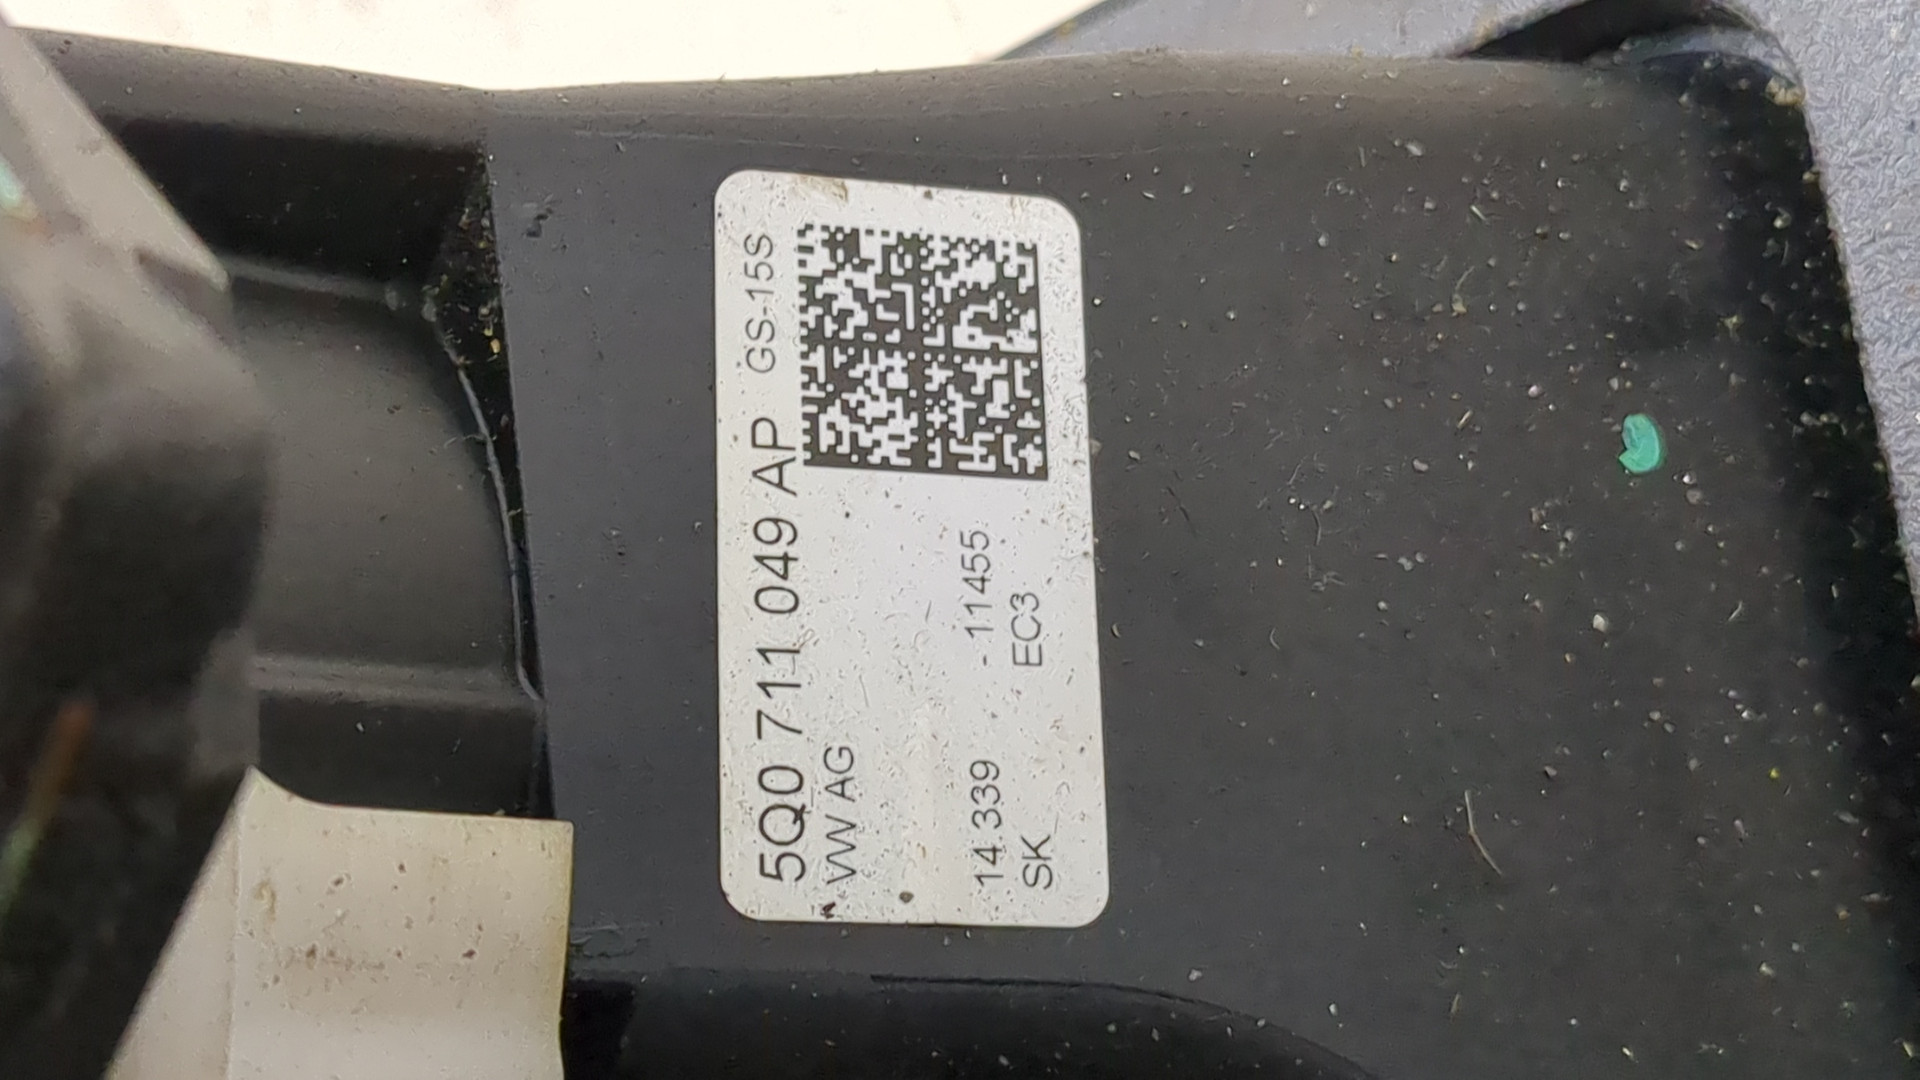 5Q0 711 049 AP GS-15S
VW AG
14.339 - 11455
SK EC3